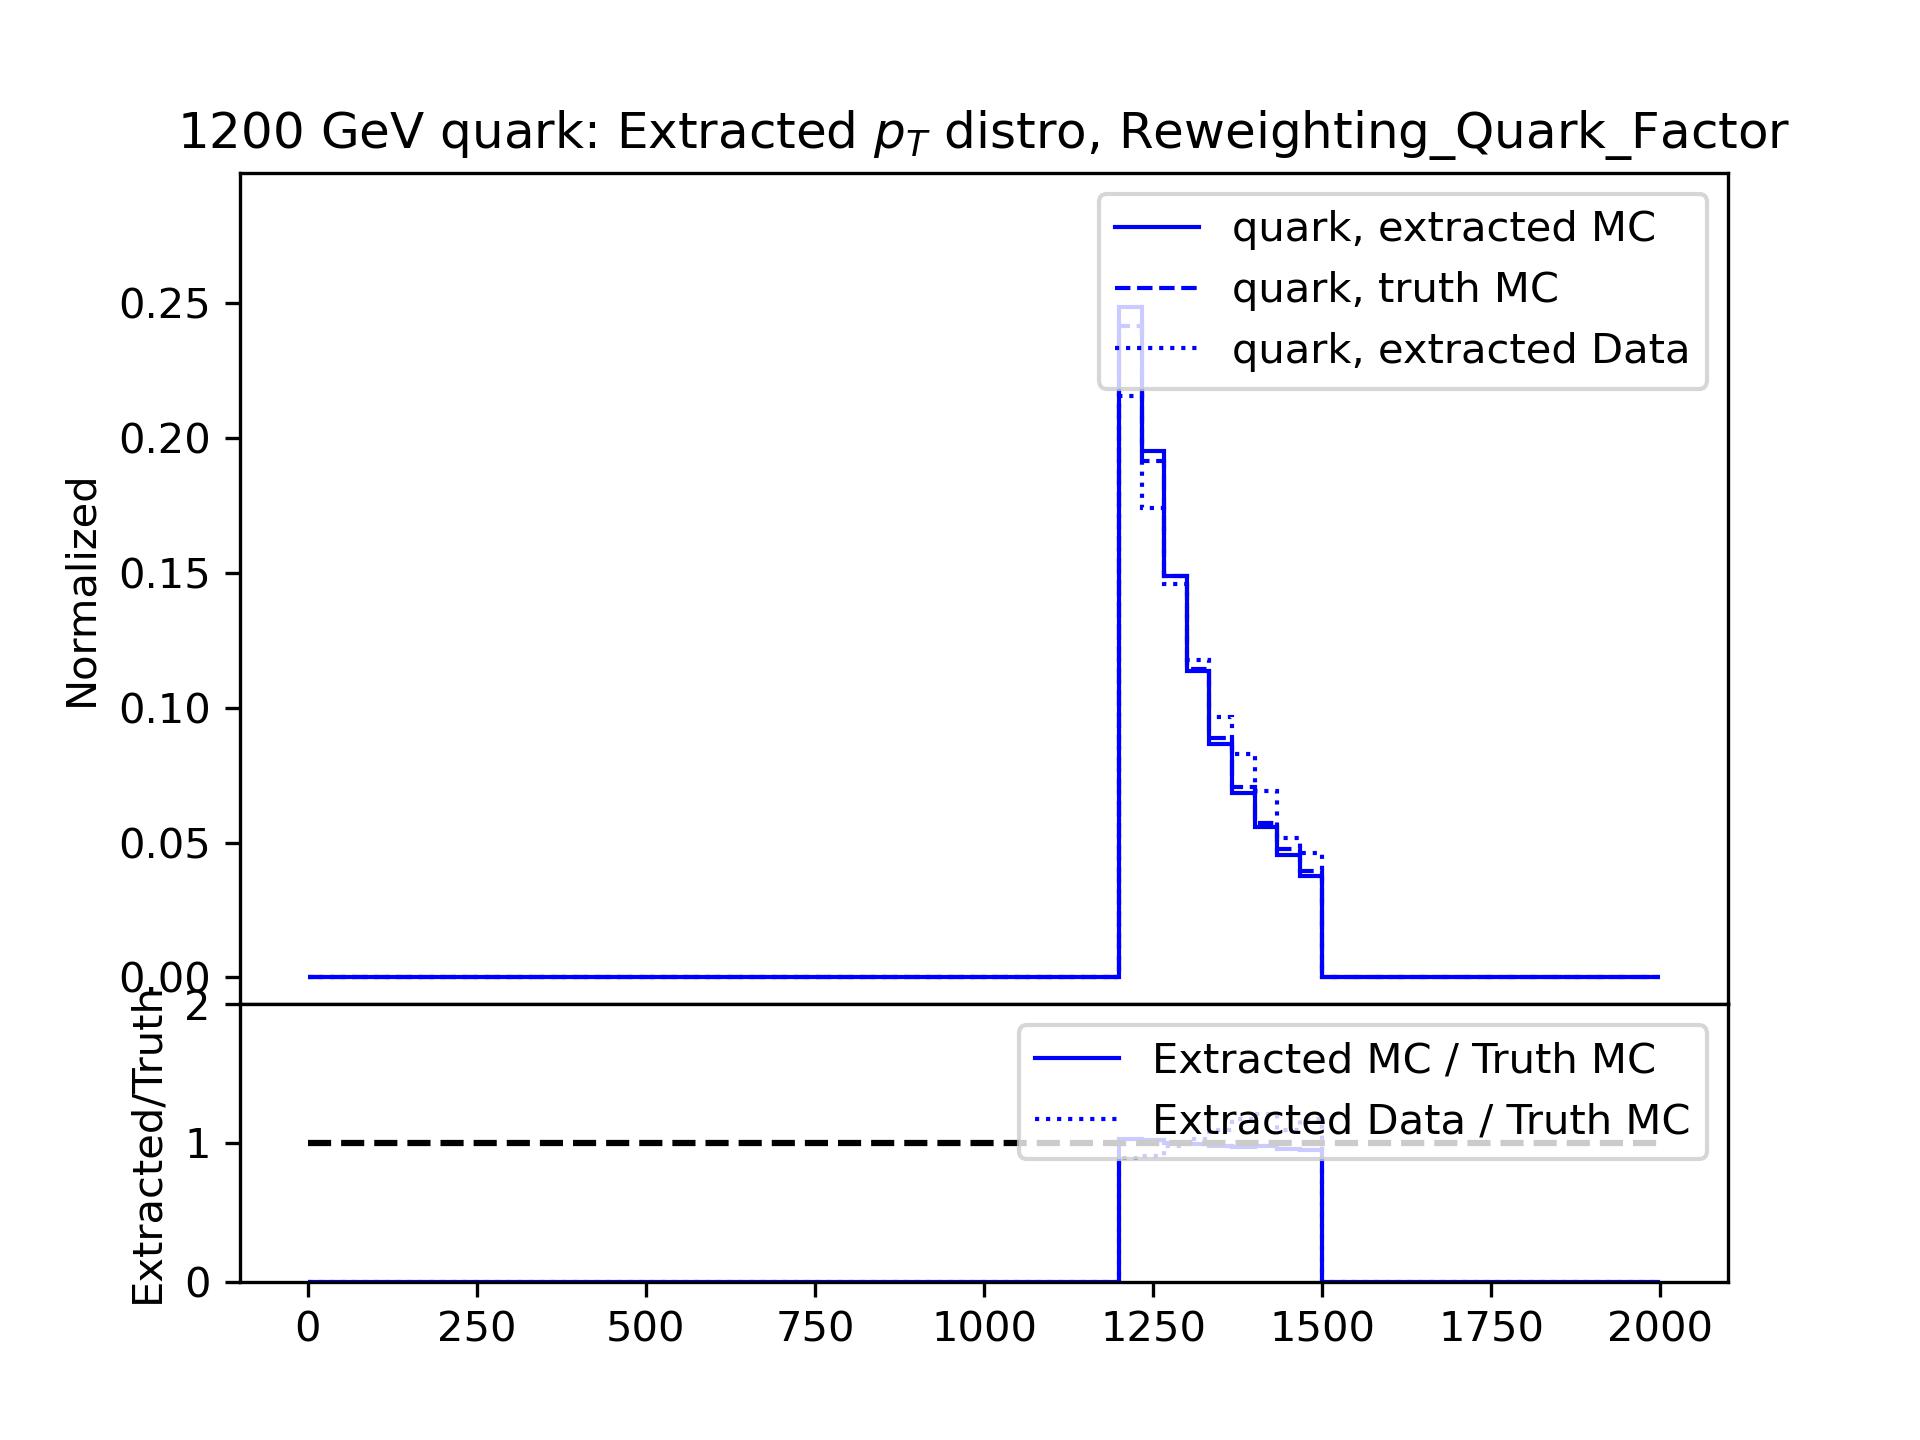 1200 GeV quark: Extracted p_T distro, Reweighting_Quark_Factor
quark, extracted MC
quark, truth MC
quark, extracted Data
0.25
0.20
0.15
0.10
0.05
0.00
Normalized
Extracted MC / Truth MC
Extracted Data / Truth MC
2
1
0
Extracted/Truth
0 250 500 750 1000 1250 1500 1750 2000